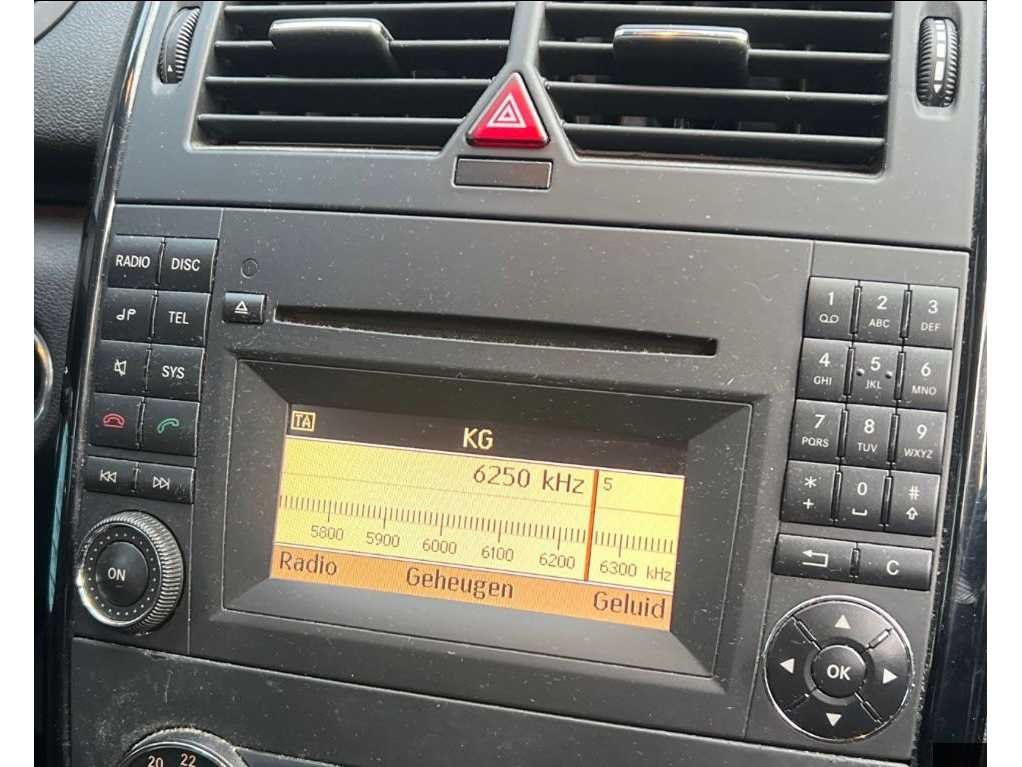 RADIO DISC
TEL
SYS
ON
TA
KG
6250 kHz 5
5800 5900 6000 6100 6200 6300 kHz
Radio Geheugen Geluid
1 2 ABC 3 DEF
4 GHI 5 JKL 6 MNO
7 PQRS 8 TUV 9 WXYZ
* + 0 #
C
OK
20 22